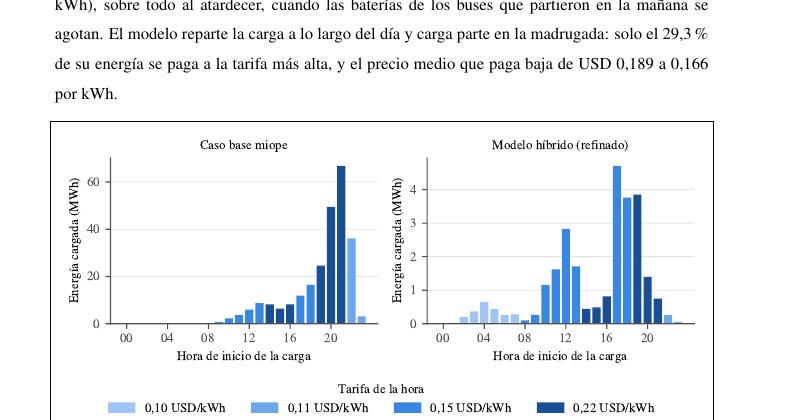 kWh), sobre todo al atardecer, cuando las baterías de los buses que partieron en la mañana se
agotan. El modelo reparte la carga a lo largo del día y carga parte en la madrugada: solo el 29,3 %
de su energía se paga a la tarifa más alta, y el precio medio que paga baja de USD 0,189 a 0,166
por kWh.
Caso base miope
Energía cargada (MWh)
60
40
20
0
00 04 08 12 16 20
Hora de inicio de la carga
Modelo híbrido (refinado)
Energía cargada (MWh)
4
3
2
1
0
00 04 08 12 16 20
Hora de inicio de la carga
Tarifa de la hora
0,10 USD/kWh 0,11 USD/kWh 0,15 USD/kWh 0,22 USD/kWh